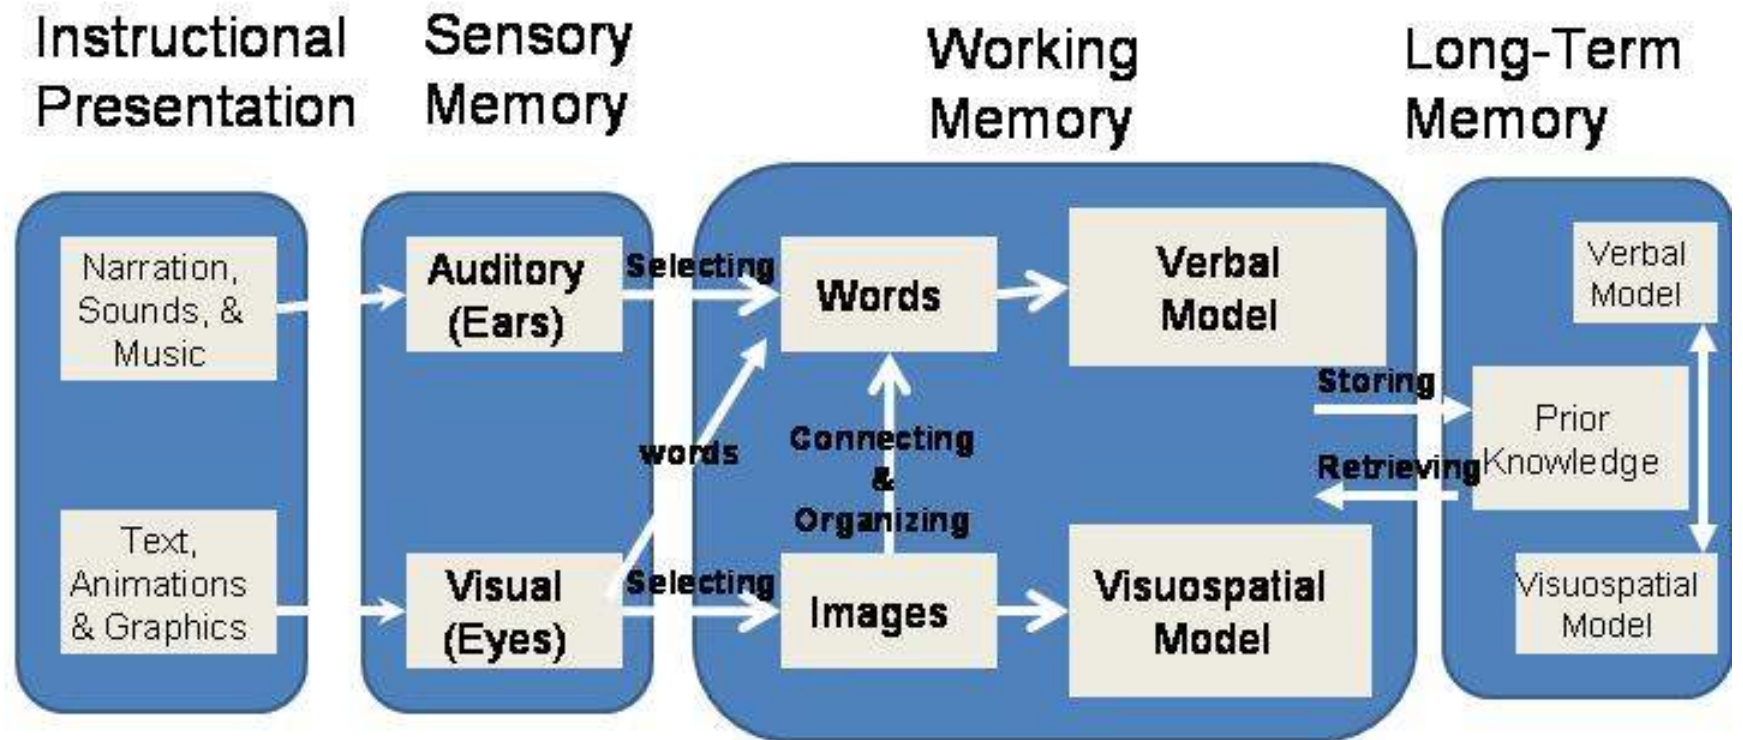 Instructional
Presentation
Sensory
Memory
Working
Memory
Long-Term
Memory
Narration,
Sounds, &
Music
Text,
Animations
& Graphics
Auditory
(Ears)
Visual
(Eyes)
Selecting
words
Selecting
Words
Connecting
&
Organizing
Images
Verbal
Model
Visuospatial
Model
Storing
Retrieving
Verbal
Model
Prior
Knowledge
Visuospatial
Model